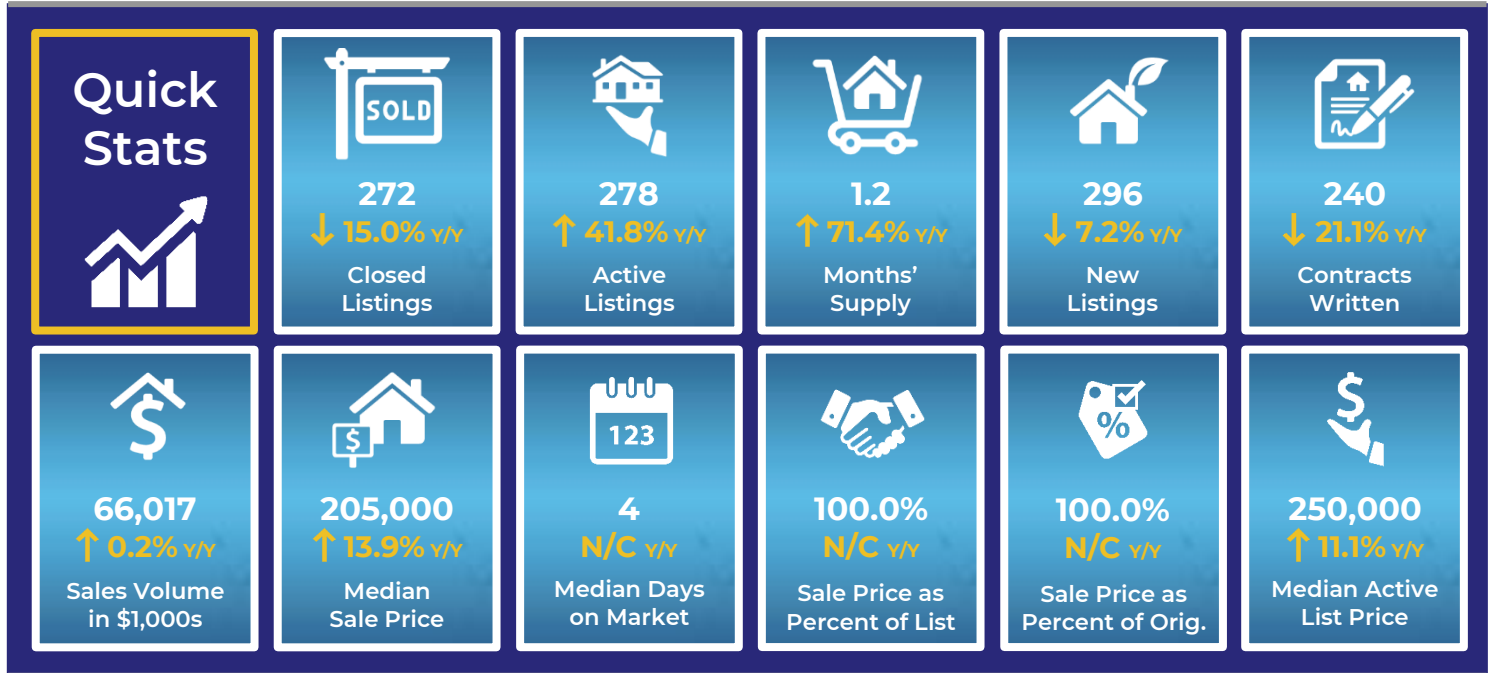 Quick
Stats
SOLD
272
↓ 15.0% Y/Y
Closed
Listings
278
↑ 41.8% Y/Y
Active
Listings
1.2
↑ 71.4% Y/Y
Months’
Supply
296
↓ 7.2% Y/Y
New
Listings
240
↓ 21.1% Y/Y
Contracts
Written
$
66,017
↑ 0.2% Y/Y
Sales Volume
in $1,000s
$
205,000
↑ 13.9% Y/Y
Median
Sale Price
123
4
N/C Y/Y
Median Days
on Market
100.0%
N/C Y/Y
Sale Price as
Percent of List
%
100.0%
N/C Y/Y
Sale Price as
Percent of Orig.
$
250,000
↑ 11.1% Y/Y
Median Active
List Price